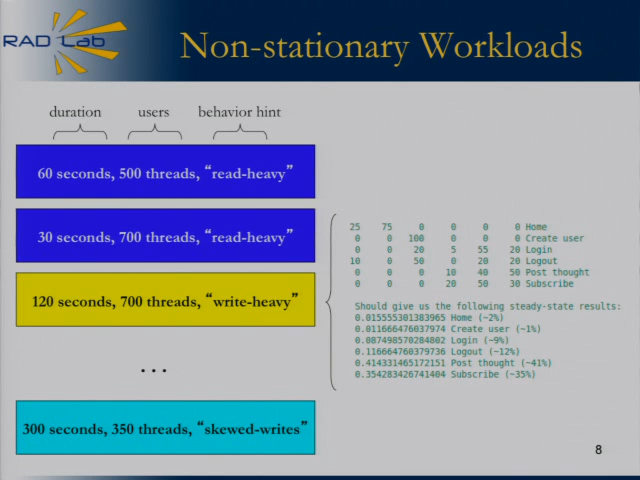 RAD Lab
Non-stationary Workloads
duration users behavior hint
60 seconds, 500 threads, “read-heavy”
30 seconds, 700 threads, “read-heavy”
120 seconds, 700 threads, “write-heavy”
...
300 seconds, 350 threads, “skewed-writes”
25 75 0 0 0 0 Home
0 0 100 0 0 0 Create user
0 0 20 5 55 20 Login
10 0 50 0 20 20 Logout
0 0 0 10 40 50 Post thought
0 0 0 20 50 30 Subscribe
Should give us the following steady-state results:
0.015555301383965 Home (~2%)
0.011666476037974 Create user (~1%)
0.087498570284802 Login (~9%)
0.116664760379736 Logout (~12%)
0.414331465172151 Post thought (~41%)
0.354283426741404 Subscribe (~35%)
8